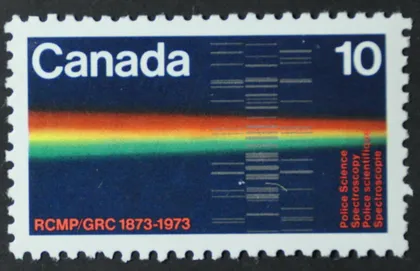 Canada 10
RCMP/GRC 1873-1973
Police Science
Spectroscopy
Police scientifique
Spectroscopie